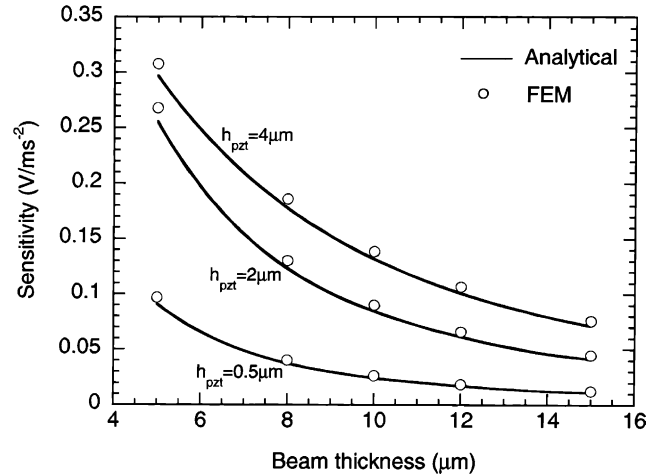 0.35
0.3
0.25
0.2
0.15
0.1
0.05
0
Sensitivity (V/ms⁻²)
Analytical
FEM
h_pzt=4μm
h_pzt=2μm
h_pzt=0.5μm
4 6 8 10 12 14 16
Beam thickness (μm)